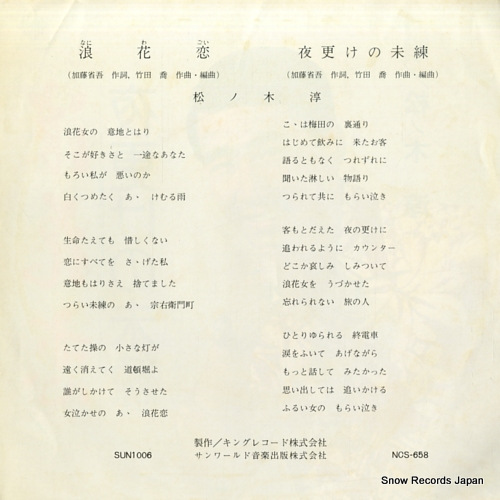 浪花恋
なに わ ごい
（加藤省吾 作詞, 竹田 喬 作曲・編曲）
夜更けの未練
（加藤省吾 作詞, 竹田 喬 作曲・編曲）
松ノ木 淳
浪花女の 意地とはり
そこが好きさと 一途なあなた
もろい私が 悪いのか
白くつめたく あゝ けむる雨
生命たえても 惜しくない
恋にすべてを さゝげた私
意地もはりさえ 捨てました
つらい未練の あゝ 宗右衛門町
たてた操の 小さな灯が
遠く消えてく 道頓堀よ
誰がしかけて そうさせた
女泣かせの あゝ 浪花恋
こゝは梅田の 裏通り
はじめて飲みに 来たお客
語るともなく つれずれに
聞いた淋しい 物語り
つられて共に もらい泣き
客もとだえた 夜の更けに
追われるように カウンター
どこか哀しみ しみついて
浪花女を うづかせた
忘れられない 旅の人
ひとりゆられる 終電車
涙をふいて あげながら
もっと話して みたかった
思い出しては 追いかける
ふるい女の もらい泣き
製作／キングレコード株式会社
SUN1006 サンワールド音楽出版株式会社 NCS-658
Snow Records Japan